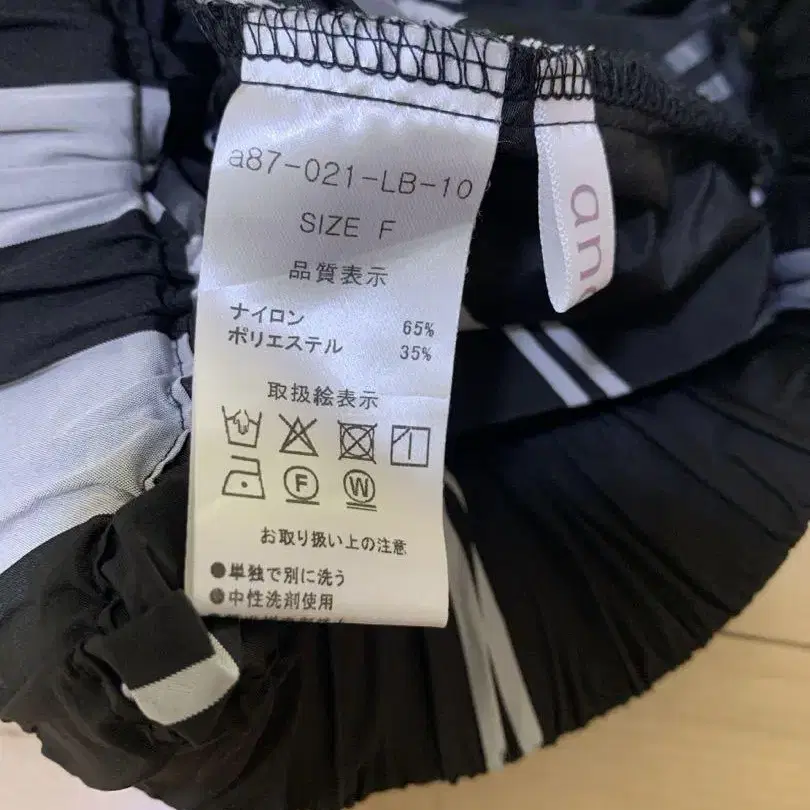 a87-021-LB-10
SIZE F
品質表示
ナイロン 65%
ポリエステル 35%
取扱絵表示
F W
お取り扱い上の注意
●単独で別に洗う
●中性洗剤使用
an